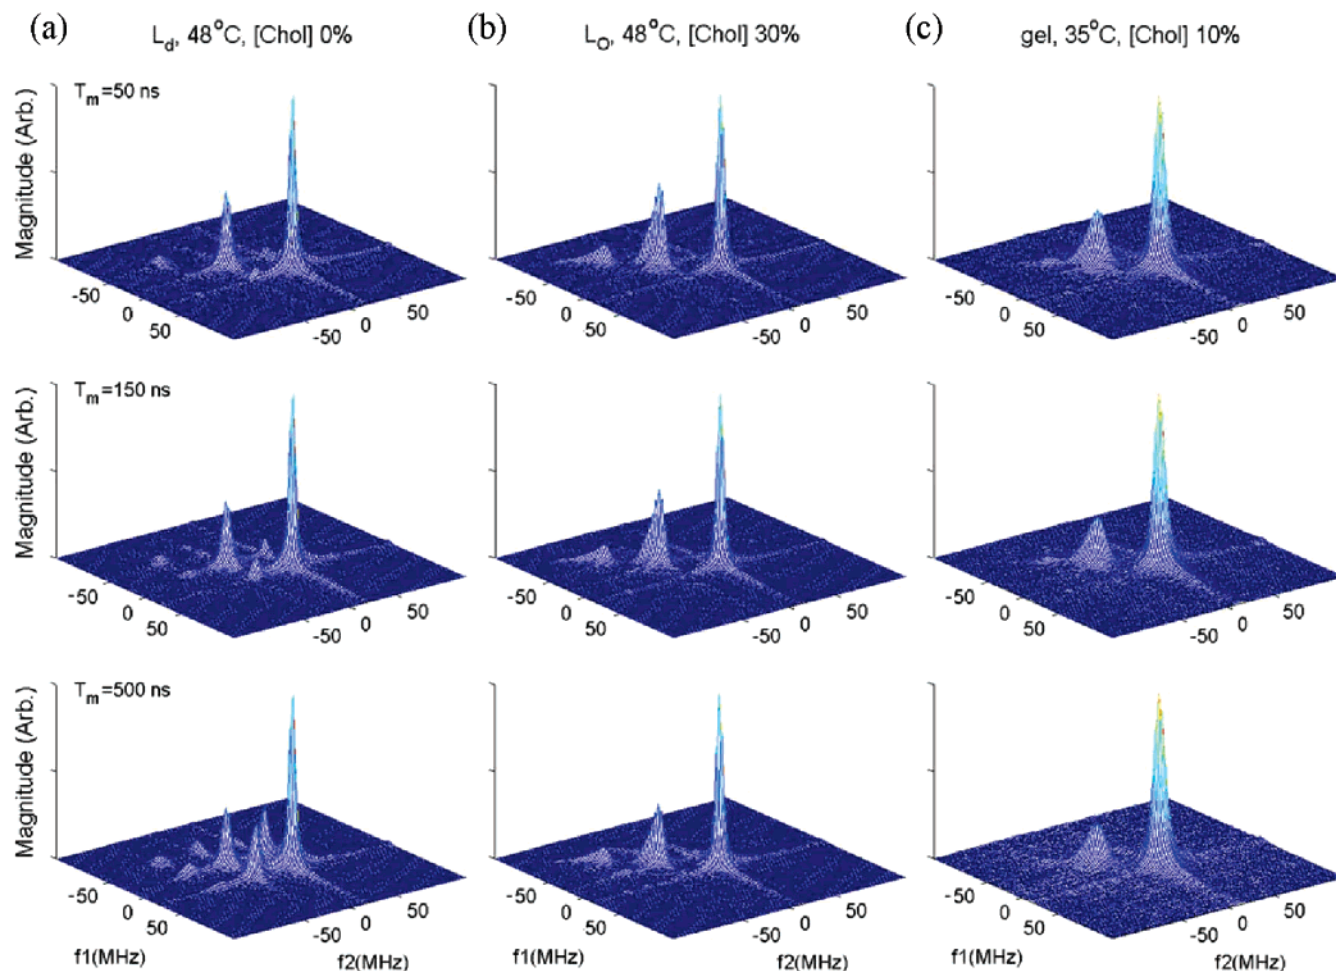 (a) L_d, 48°C, [Chol] 0%
(b) L_O, 48°C, [Chol] 30%
(c) gel, 35°C, [Chol] 10%
Magnitude (Arb.)
T_m=50 ns
-50 0 50
-50 0 50
-50 0 50
-50 0 50
-50 0 50
-50 0 50
Magnitude (Arb.)
T_m=150 ns
-50 0 50
-50 0 50
-50 0 50
-50 0 50
-50 0 50
-50 0 50
Magnitude (Arb.)
T_m=500 ns
-50 0 50
-50 0 50
-50 0 50
-50 0 50
-50 0 50
-50 0 50
f1(MHz) f2(MHz)
f1(MHz) f2(MHz)
f1(MHz) f2(MHz)